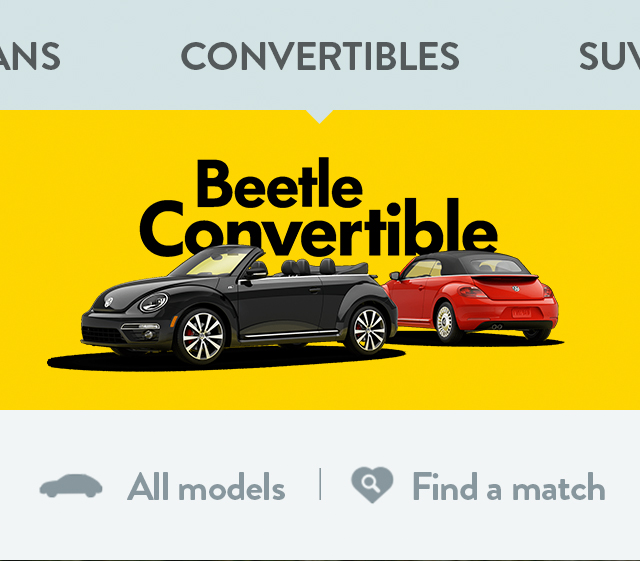 ANS CONVERTIBLES SUV
Beetle
Convertible
All models | Find a match